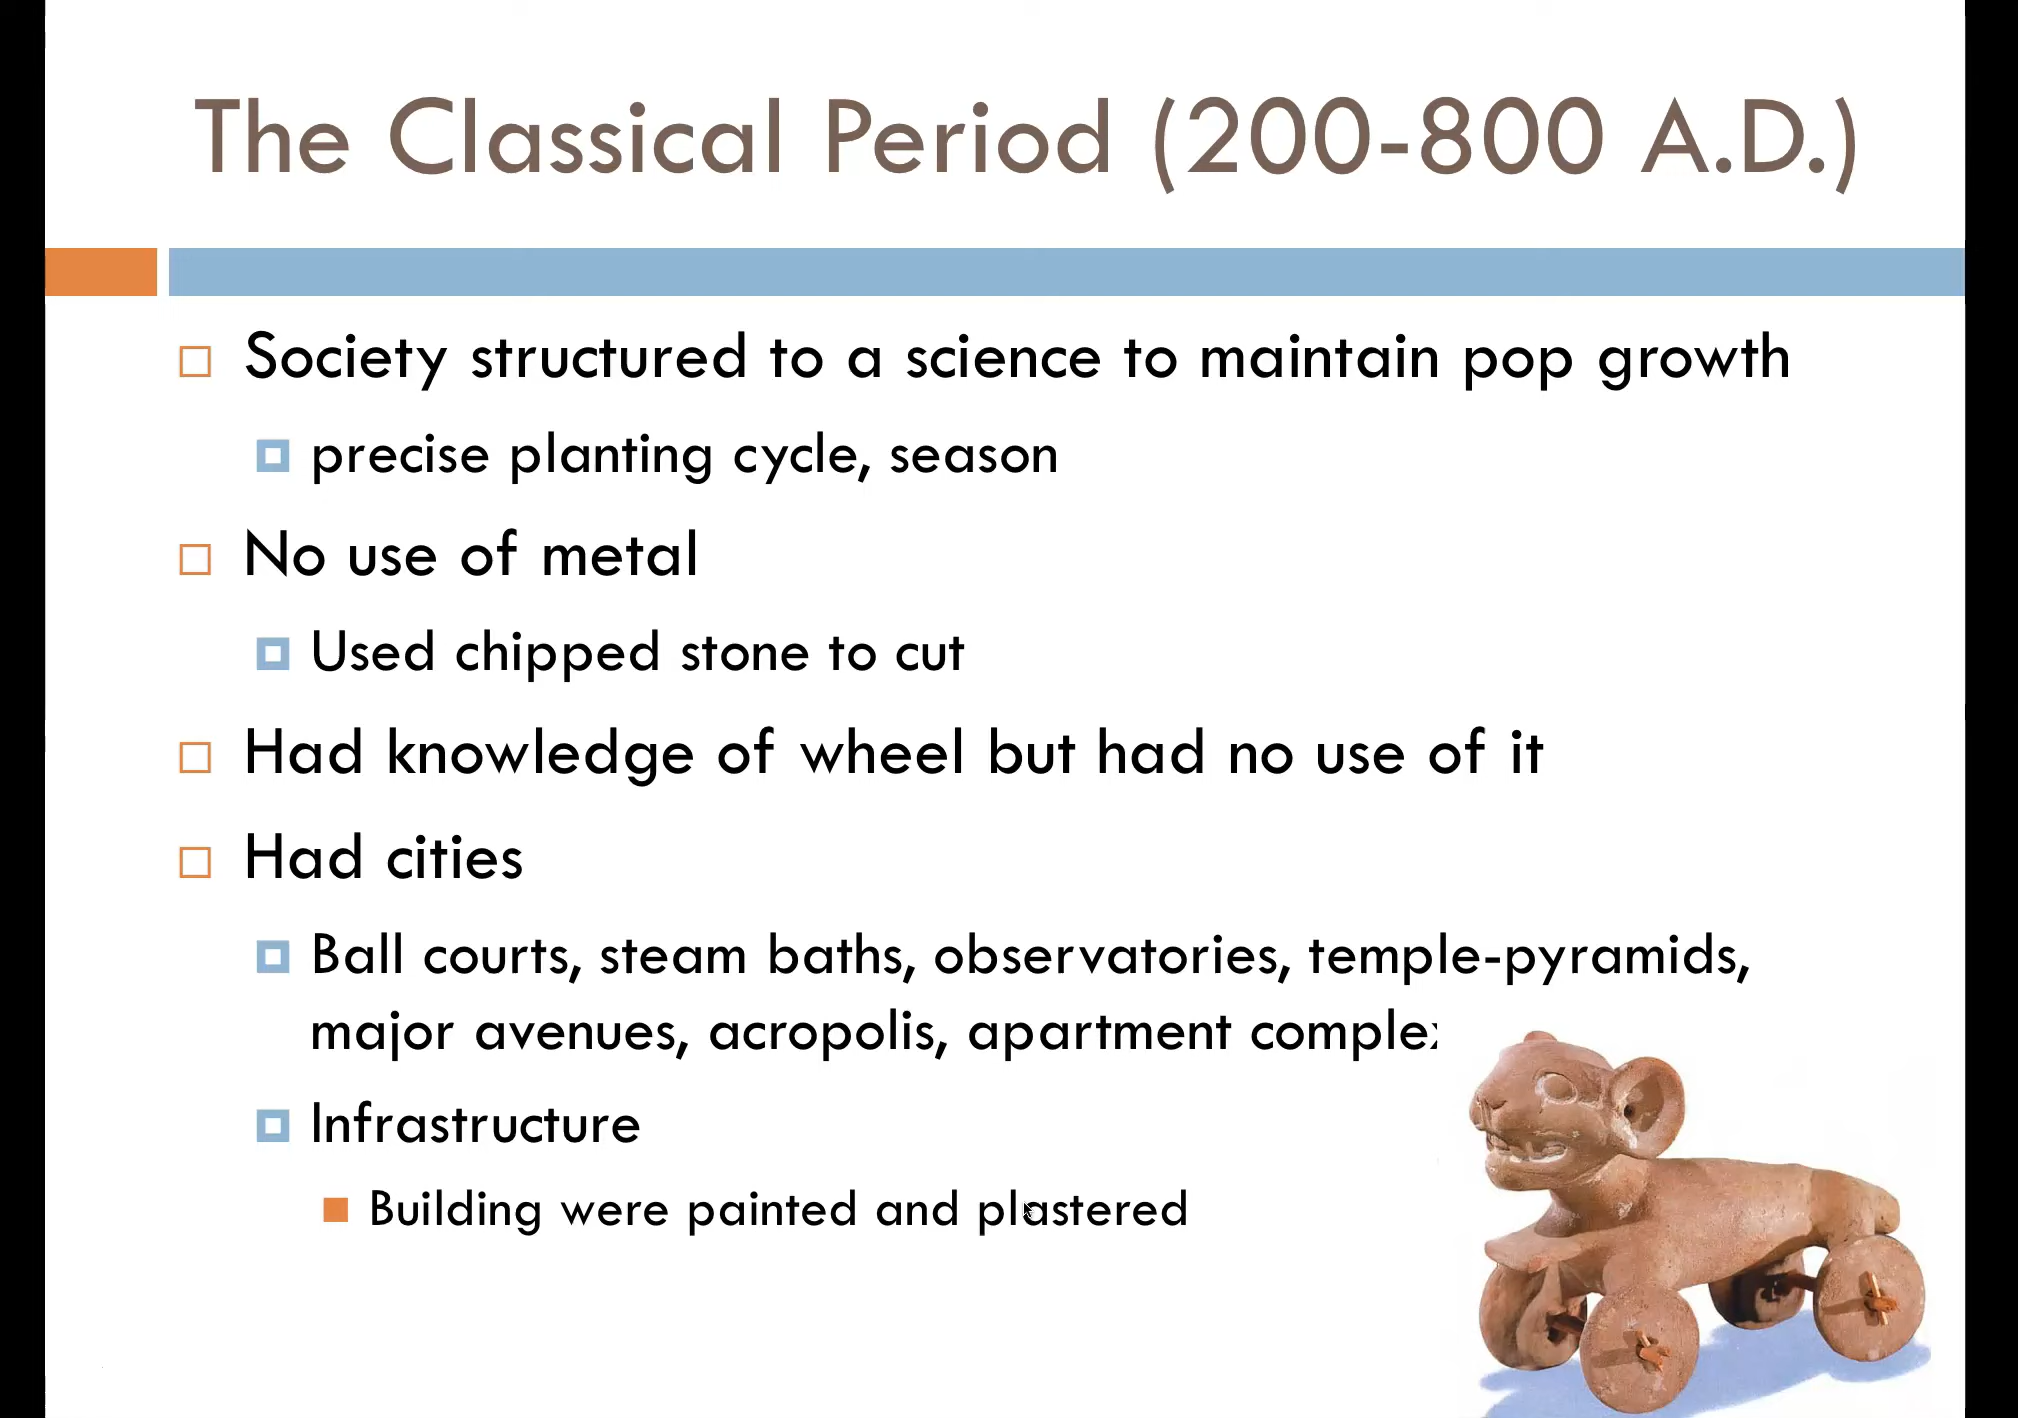 The Classical Period (200-800 A.D.)
Society structured to a science to maintain pop growth
precise planting cycle, season
No use of metal
Used chipped stone to cut
Had knowledge of wheel but had no use of it
Had cities
Ball courts, steam baths, observatories, temple-pyramids,
major avenues, acropolis, apartment
Infrastructure
Building were painted and plastered